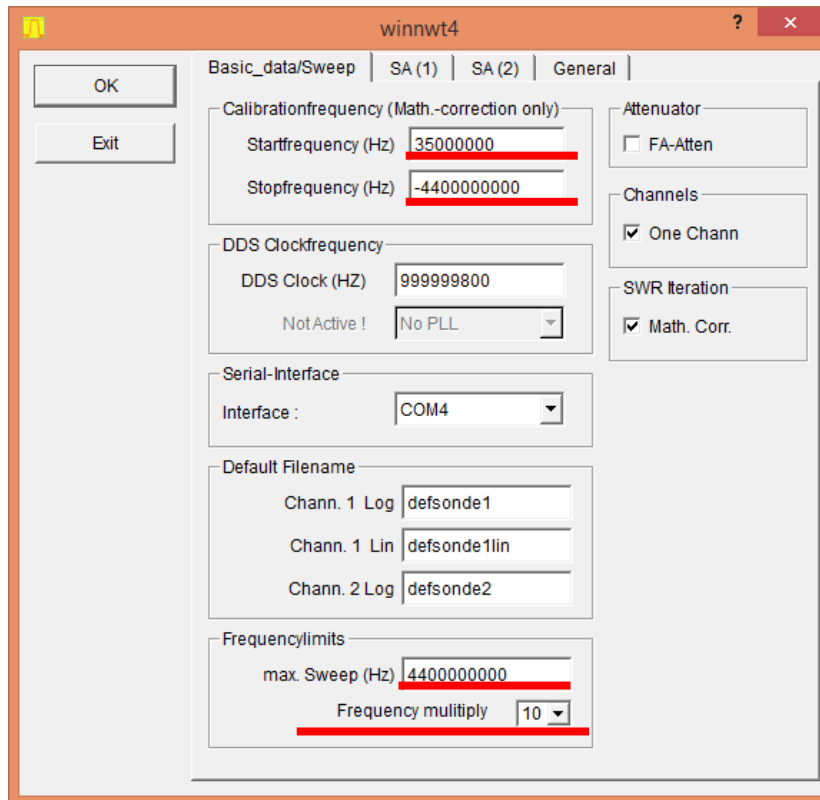 winnwt4
?
OK
Exit
Basic_data/Sweep
SA (1)
SA (2)
General
Calibrationfrequency (Math.-correction only)
Startfrequency (Hz) 35000000
Stopfrequency (Hz) -4400000000
DDS Clockfrequency
DDS Clock (HZ) 999999800
Not Active ! No PLL
Serial-Interface
Interface : COM4
Default Filename
Chann. 1 Log defsonde1
Chann. 1 Lin defsonde1lin
Chann. 2 Log defsonde2
Frequencylimits
max. Sweep (Hz) 4400000000
Frequency mulitiply 10
Attenuator
FA-Atten
Channels
One Chann
SWR Iteration
Math. Corr.